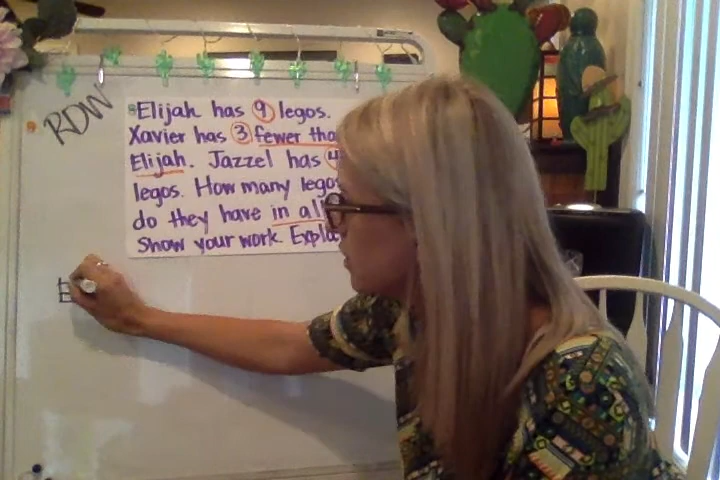 RDW
Elijah has 9 legos.
Xavier has 3 fewer tha
Elijah. Jazzel has 4
legos. How many lego
do they have in al
Show your work. Expla
E